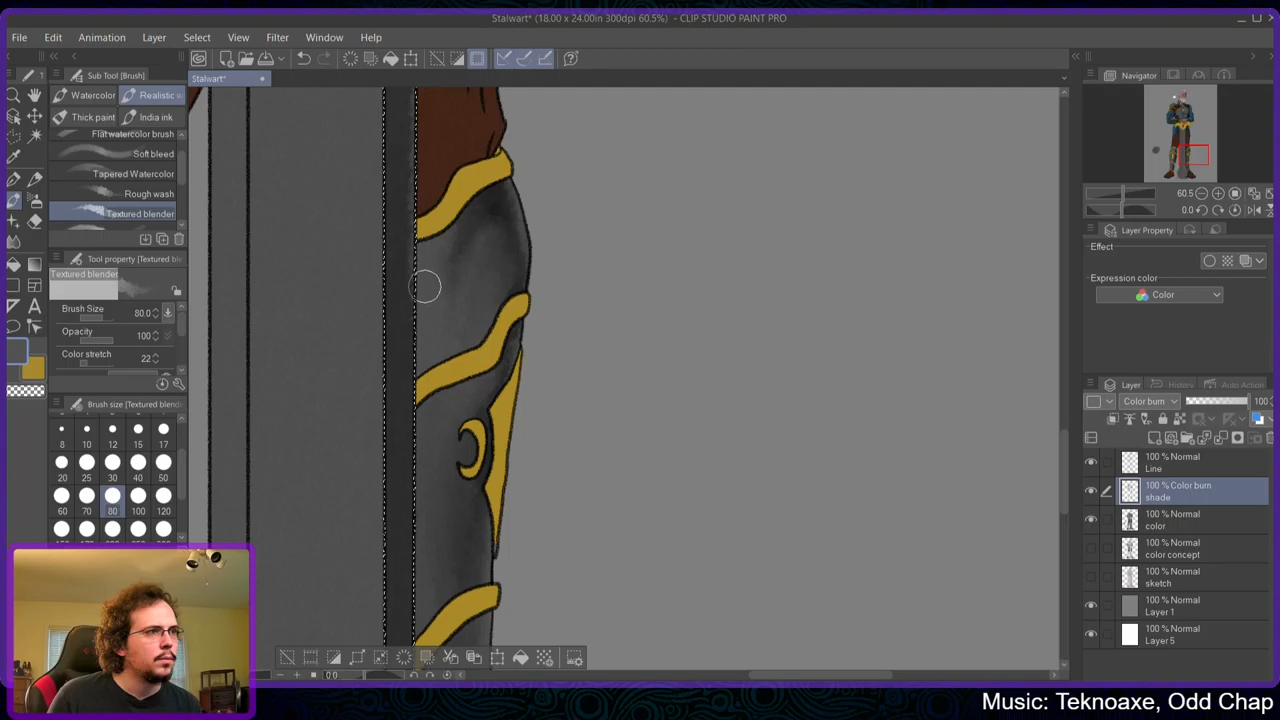 Stalwart* (18.00 x 24.00in 300dpi 60.5%) - CLIP STUDIO PAINT PRO
File Edit Animation Layer Select View Filter Window Help
Sub Tool [Brush]
Stalwart*
Navigator
Watercolor Realistic w
Thick paint India ink
Flat watercolor brush
Soft bleed
Tapered Watercolor
Rough wash
Textured blender
60.5
0.0
Layer Property
Tool property [Textured blen
Textured blender
Effect
Expression color
Color
Brush Size 80.0
Opacity 100
Color stretch 22
Brush size [Textured blend
8 10 12 15 17
20 25 30 40 50
60 70 80 100 120
Layer History Auto Action
Color burn 100
100 % Normal
Line
100 % Color burn
shade
100 % Normal
color
100 % Normal
color concept
100 % Normal
sketch
100 % Normal
Layer 1
100 % Normal
Layer 5
Music: Teknoaxe, Odd Chap